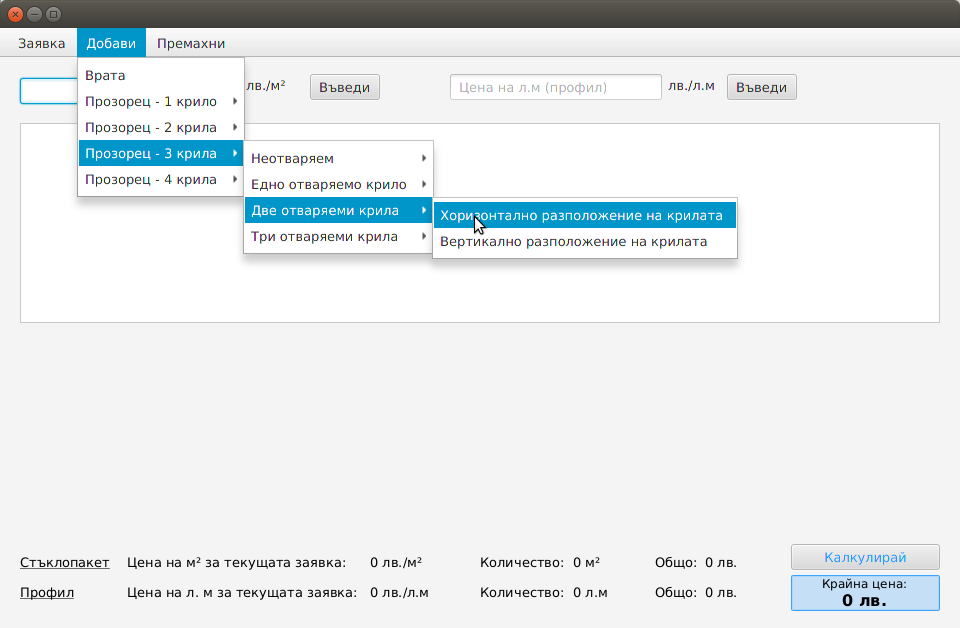 Заявка Добави Премахни
Врата
Прозорец - 1 крило
Прозорец - 2 крила
Прозорец - 3 крила
Прозорец - 4 крила
лв./м² Въведи Цена на л.м (профил) лв./л.м Въведи
Неотваряем
Едно отваряемо крило
Две отваряеми крила
Три отваряеми крила
Хоризонтално разположение на крилата
Вертикално разположение на крилата
Стъклопакет Цена на м² за текущата заявка: 0 лв./м² Количество: 0 м² Общо: 0 лв.
Профил Цена на л. м за текущата заявка: 0 лв./л.м Количество: 0 л.м Общо: 0 лв.
Калкулирай
Крайна цена:
0 лв.